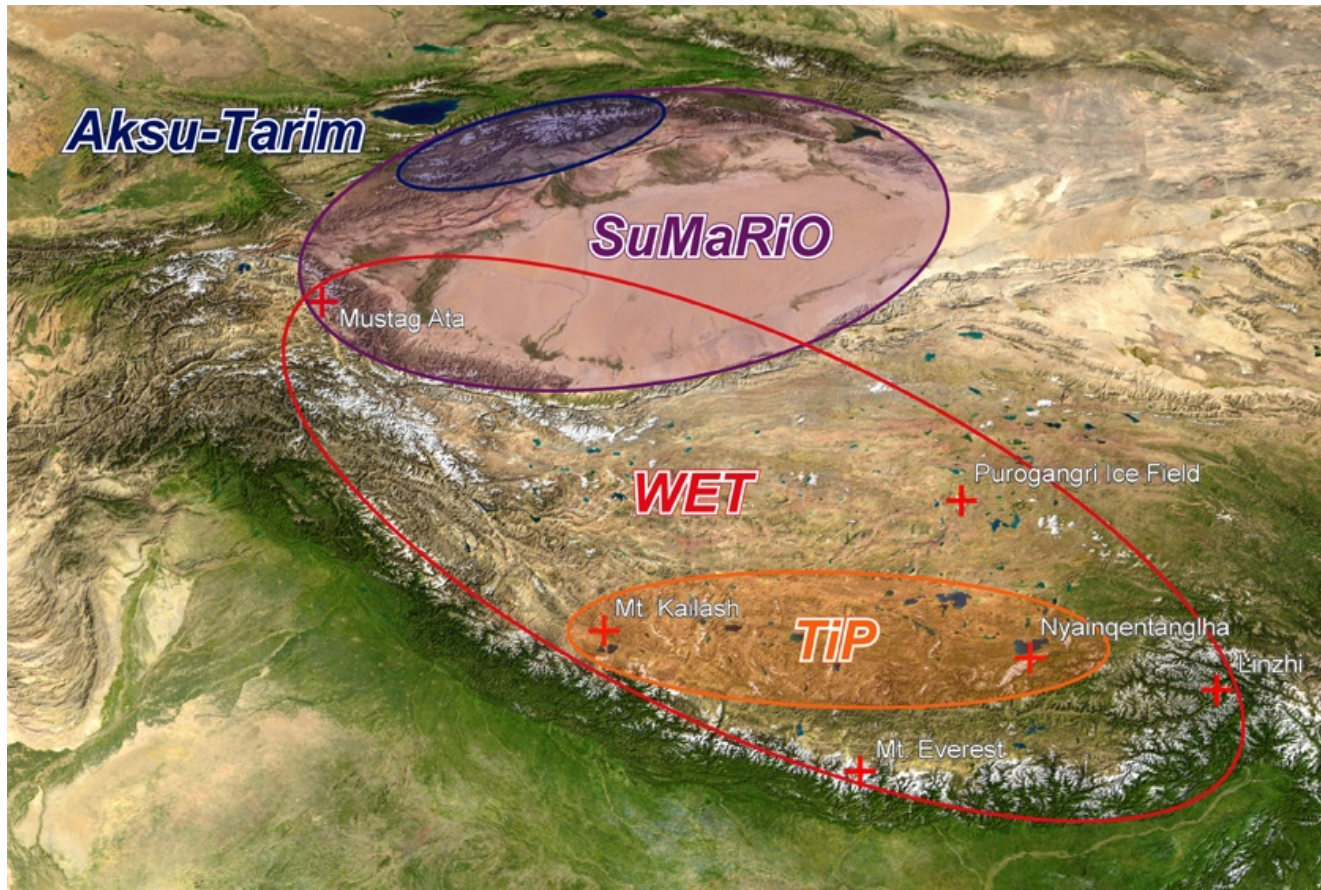 Aksu-Tarim
SuMaRiO
Mustag Ata
WET
Purogangri Ice Field
Mt. Kailash
TiP
Nyainqentanglha
Linzhi
Mt. Everest